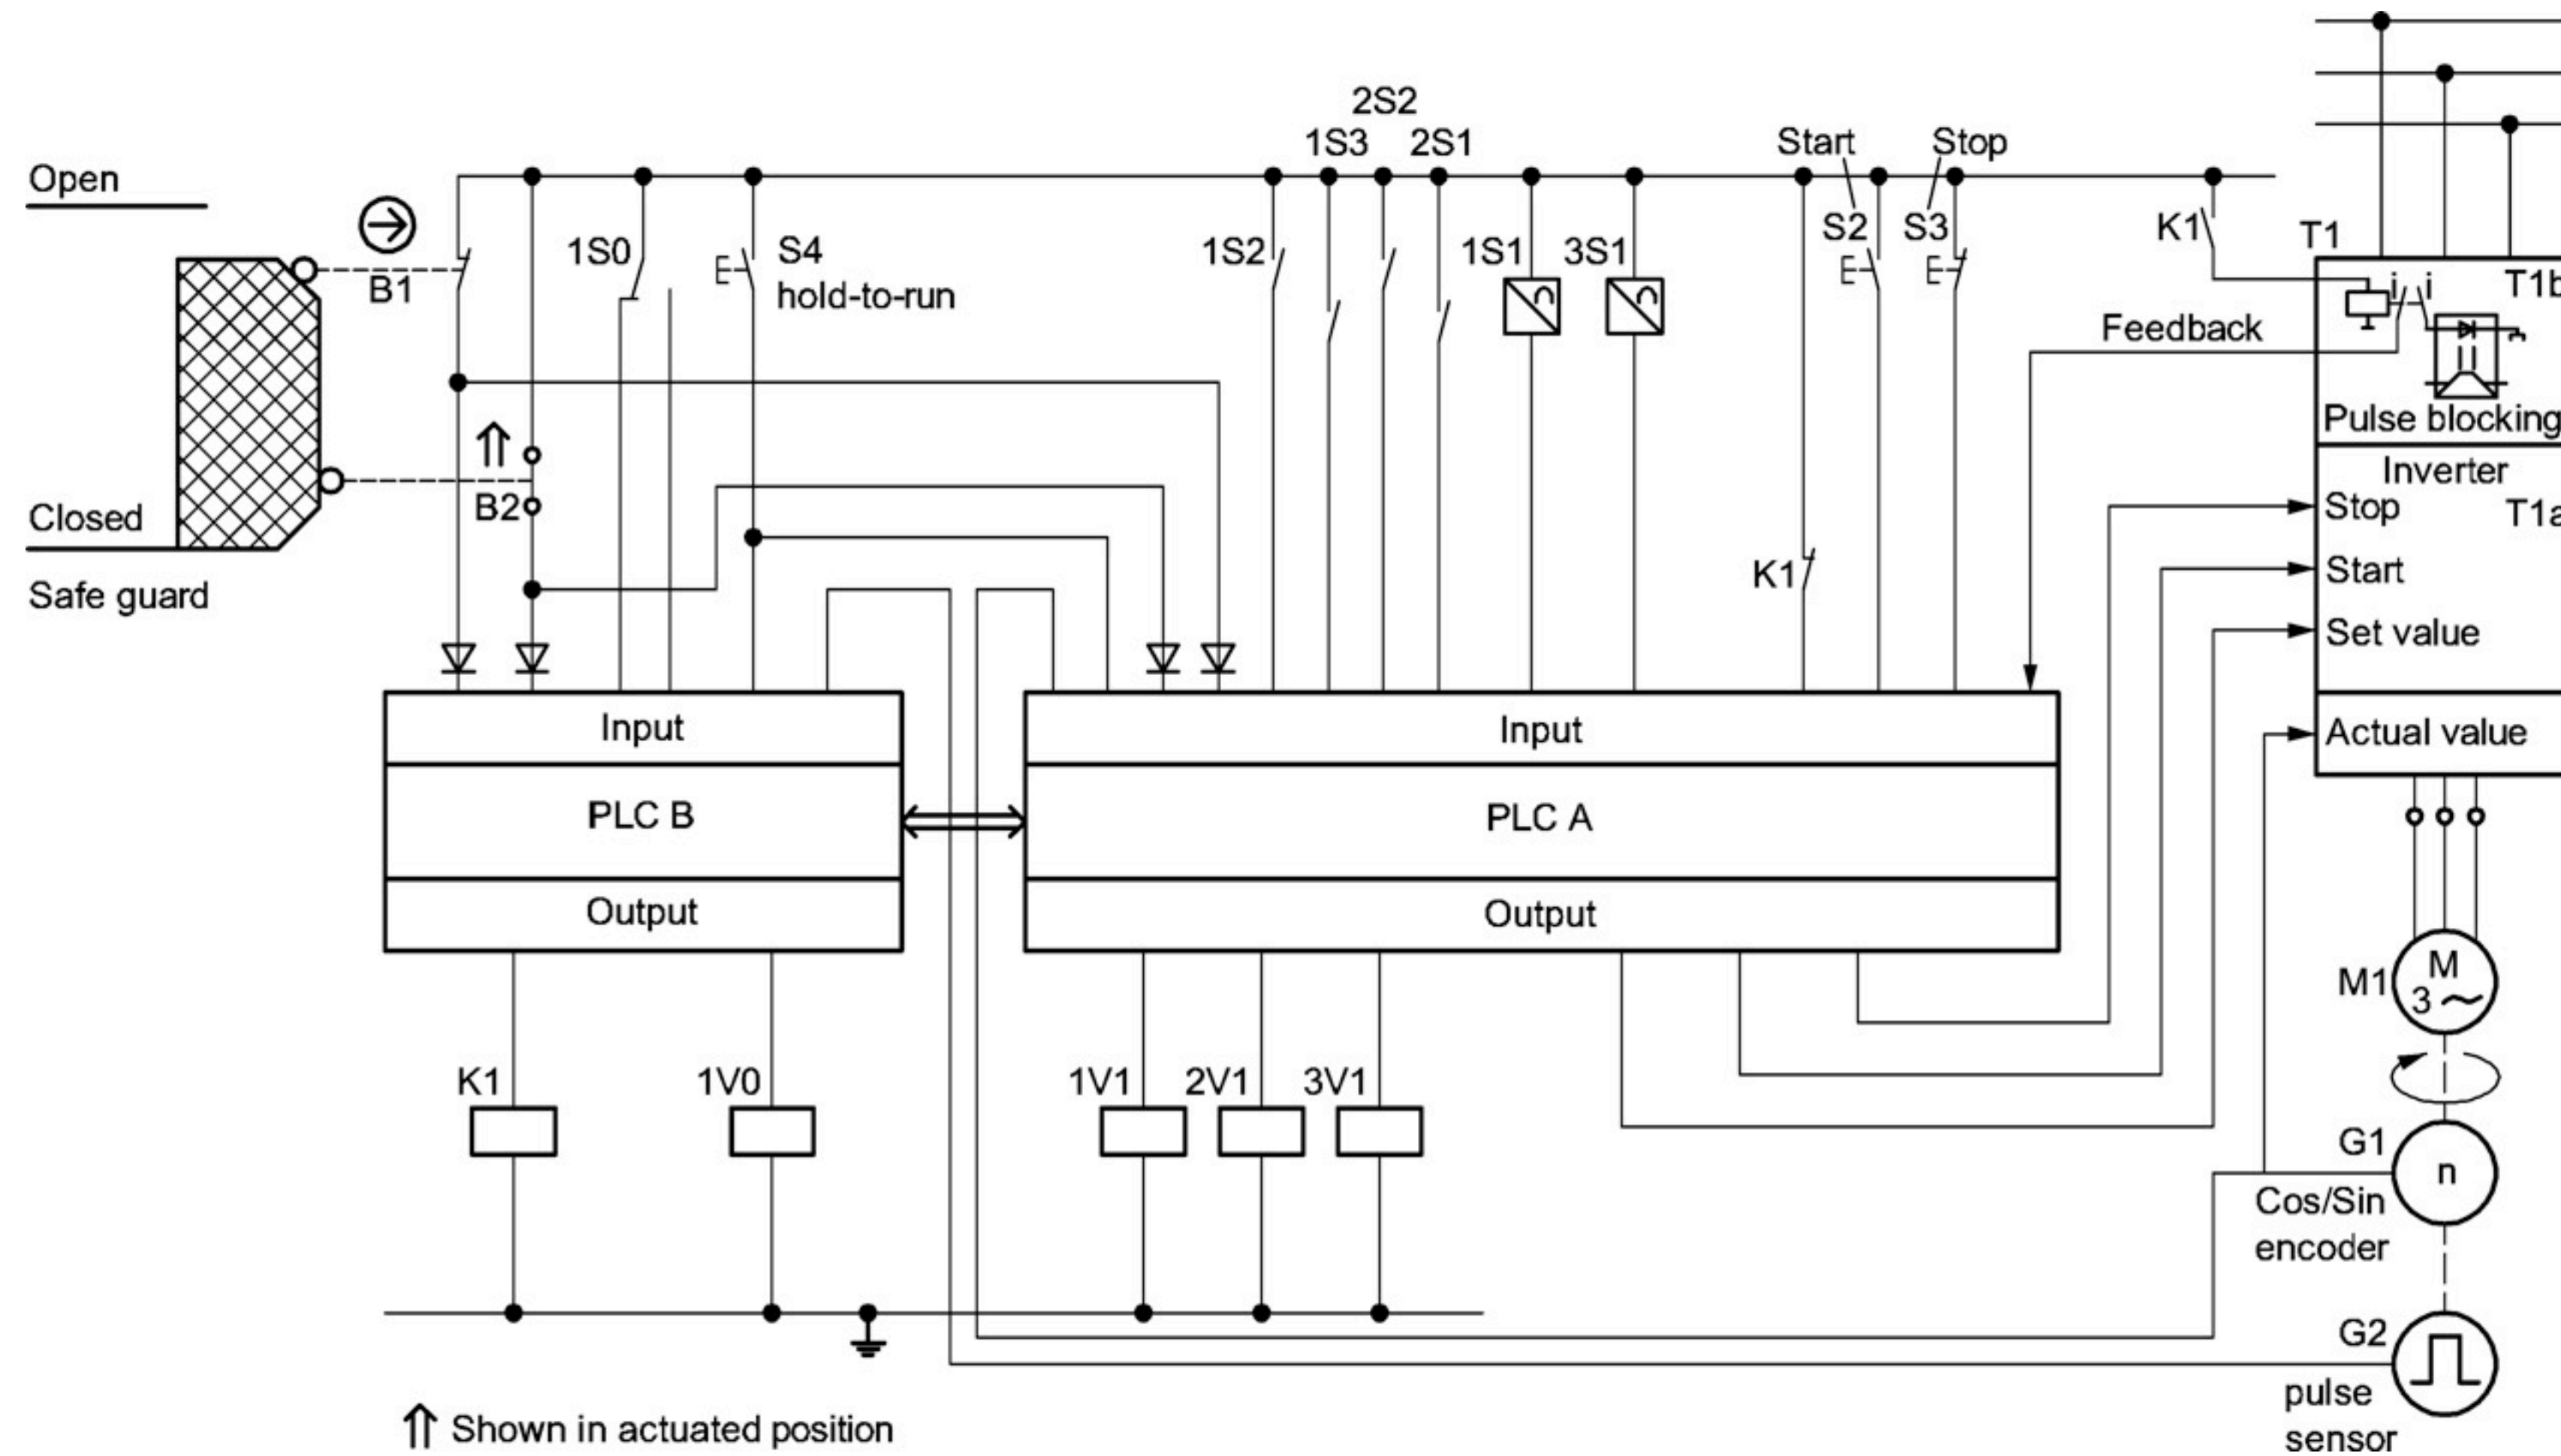 Open
B1
Closed
Safe guard
B2
1S0
S4
hold-to-run
2S2
1S3
2S1
1S2
1S1
3S1
Start
Stop
S2
S3
K1
K1
T1
T1b
i
i
Feedback
Pulse blocking
Inverter
T1a
Stop
Start
Set value
Actual value
Input
PLC B
Output
Input
PLC A
Output
K1
1V0
1V1
2V1
3V1
M1
M
3 ~
G1
n
Cos/Sin
encoder
G2
pulse
sensor
⇑ Shown in actuated position